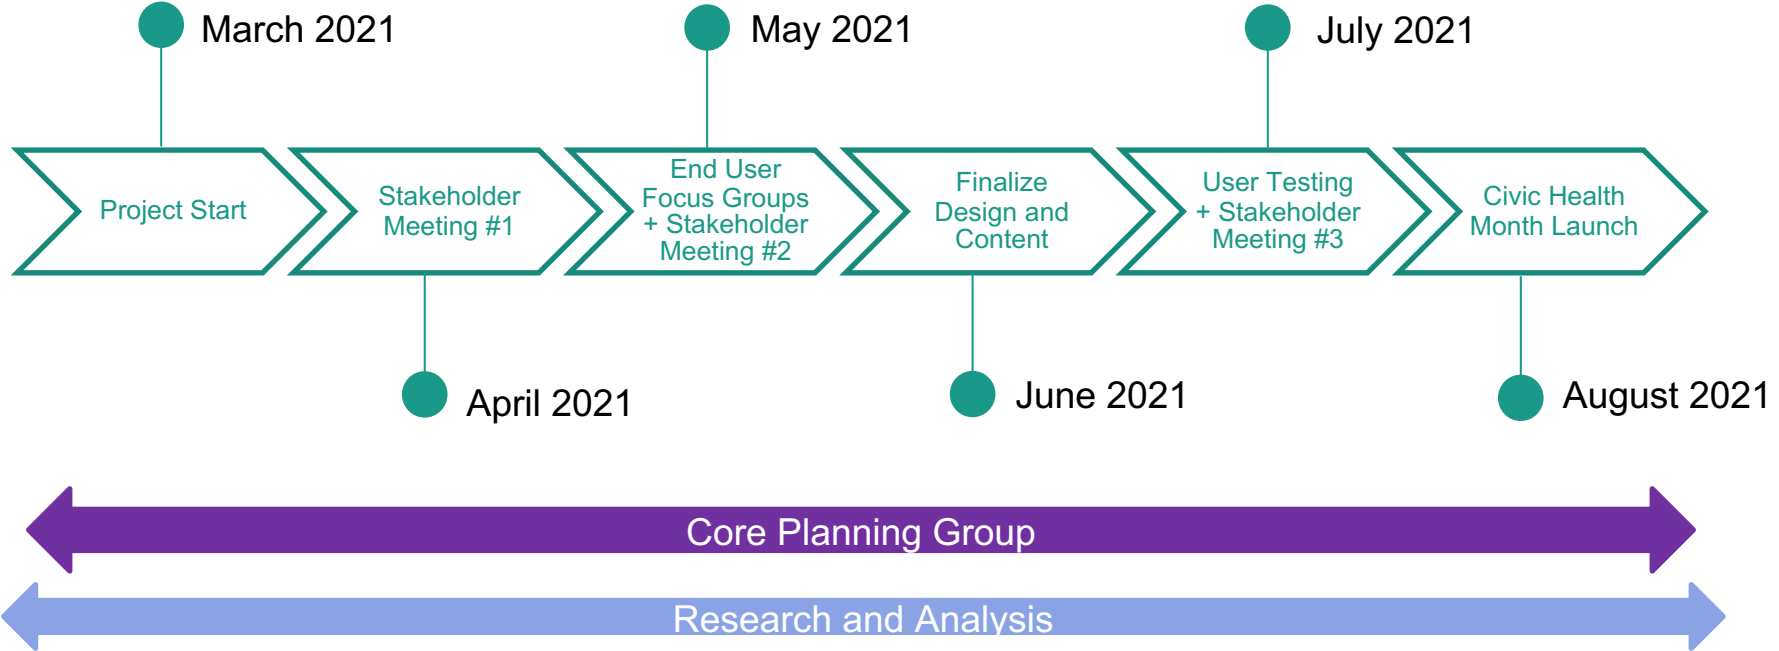 March 2021
May 2021
July 2021
Project Start
Stakeholder
Meeting #1
End User
Focus Groups
+ Stakeholder
Meeting #2
Finalize
Design and
Content
User Testing
+ Stakeholder
Meeting #3
Civic Health
Month Launch
April 2021
June 2021
August 2021
Core Planning Group
Research and Analysis